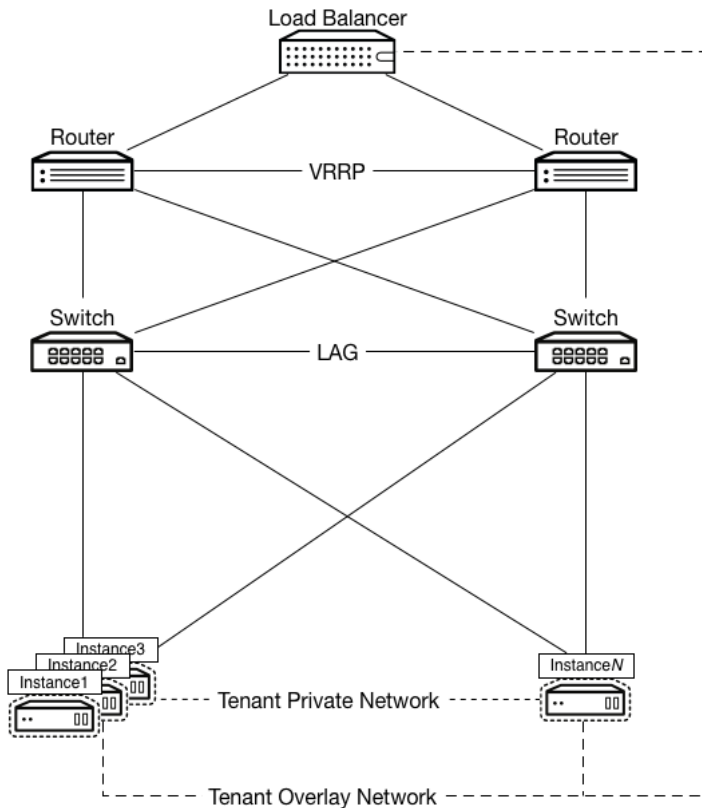 Load Balancer
Router
Router
VRRP
Switch
Switch
LAG
Instance3
Instance2
Instance1
InstanceN
Tenant Private Network
Tenant Overlay Network